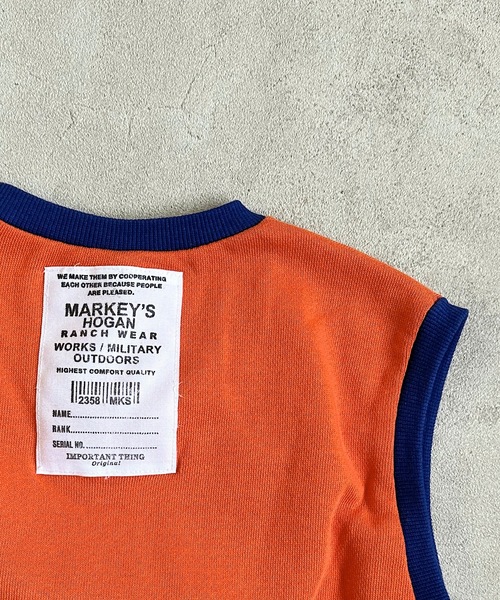 WE MAKE THEM BY COOPERATING
EACH OTHER BECAUSE PEOPLE
ARE PLEASED.
MARKEY'S
HOGAN
RANCH WEAR
WORKS / MILITARY
OUTDOORS
HIGHEST COMFORT QUALITY
2358 MKS
NAME
RANK
SERIAL NO.
IMPORTANT THING
Original